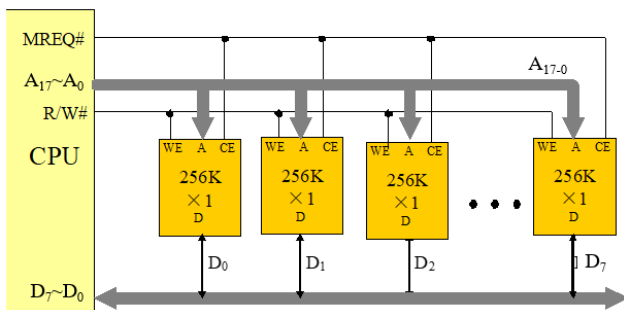 MREQ#
A₁₇~A₀
A₁₇₋₀
R/W#
CPU
WE A CE
256K
×1
D
WE A CE
256K
×1
D
WE A CE
256K
×1
D
• • •
WE A CE
256K
×1
D
D₀
D₁
D₂
D₇
D₇~D₀